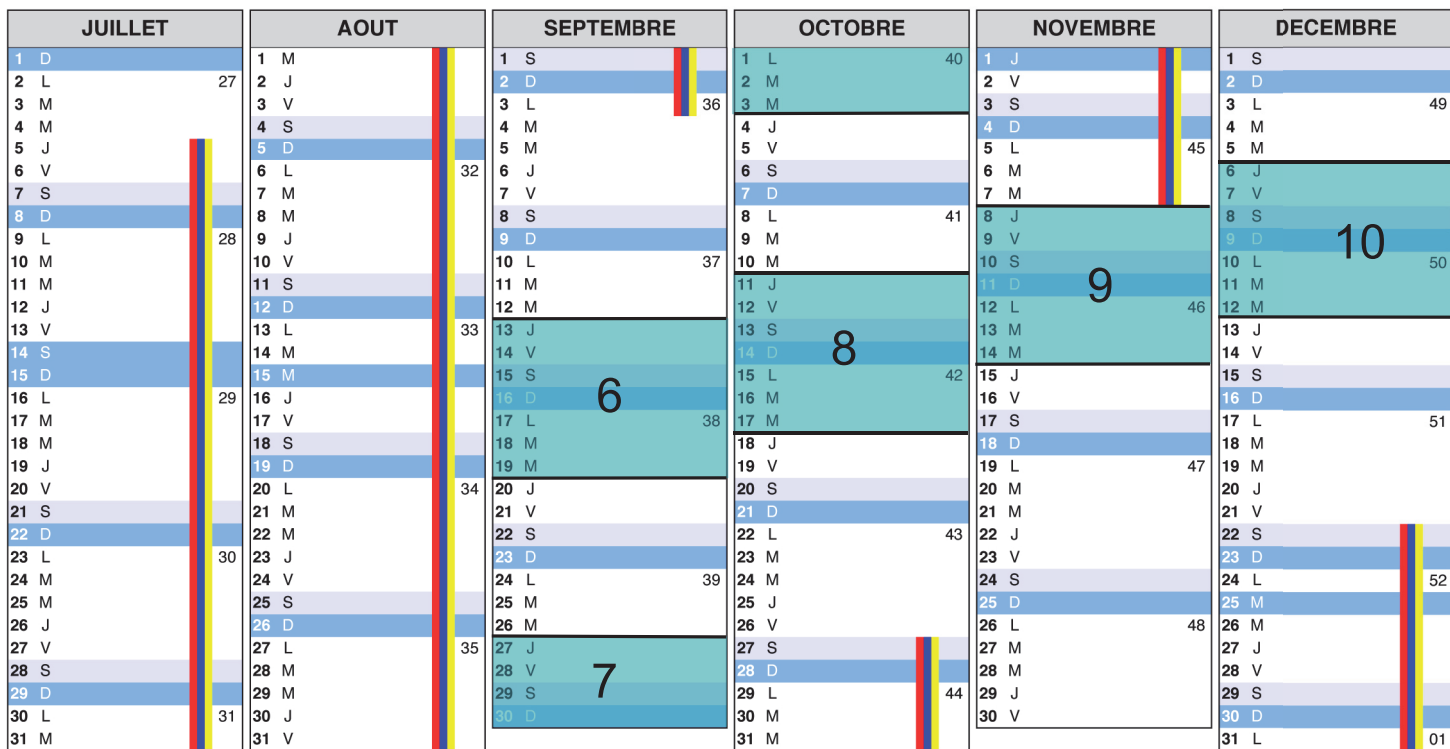 JUILLET
1 D
2 L 27
3 M
4 M
5 J
6 V
7 S
8 D
9 L 28
10 M
11 M
12 J
13 V
14 S
15 D
16 L 29
17 M
18 M
19 J
20 V
21 S
22 D
23 L 30
24 M
25 M
26 J
27 V
28 S
29 D
30 L 31
31 M
AOUT
1 M
2 J
3 V
4 S
5 D
6 L 32
7 M
8 M
9 J
10 V
11 S
12 D
13 L 33
14 M
15 M
16 J
17 V
18 S
19 D
20 L 34
21 M
22 M
23 J
24 V
25 S
26 D
27 L 35
28 M
29 M
30 J
31 V
SEPTEMBRE
1 S
2 D
3 L 36
4 M
5 M
6 J
7 V
8 S
9 D
10 L 37
11 M
12 M
13 J
14 V
15 S
16 D
6
17 L 38
18 M
19 M
20 J
21 V
22 S
23 D
24 L 39
25 M
26 M
27 J
28 V
7
29 S
30 D
OCTOBRE
1 L 40
2 M
3 M
4 J
5 V
6 S
7 D
8 L 41
9 M
10 M
11 J
12 V
13 S
14 D
8
15 L 42
16 M
17 M
18 J
19 V
20 S
21 D
22 L 43
23 M
24 M
25 J
26 V
27 S
28 D
29 L 44
30 M
31 M
NOVEMBRE
1 J
2 V
3 S
4 D
5 L 45
6 M
7 M
8 J
9 V
10 S
11 D
9
12 L 46
13 M
14 M
15 J
16 V
17 S
18 D
19 L 47
20 M
21 M
22 J
23 V
24 S
25 D
26 L 48
27 M
28 M
29 J
30 V
DECEMBRE
1 S
2 D
3 L 49
4 M
5 M
6 J
7 V
8 S
9 D
10
10 L 50
11 M
12 M
13 J
14 V
15 S
16 D
17 L 51
18 M
19 M
20 J
21 V
22 S
23 D
24 L 52
25 M
26 M
27 J
28 V
29 S
30 D
31 L 01